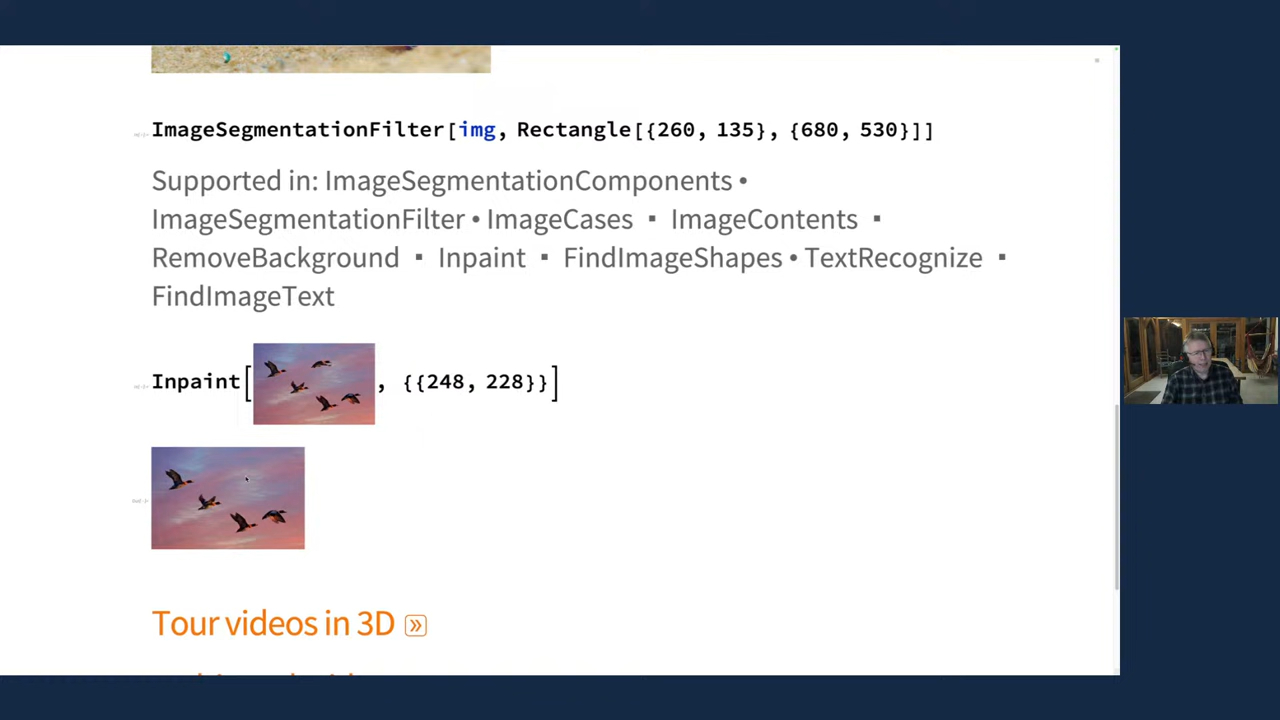 ImageSegmentationFilter[img, Rectangle[{260, 135}, {680, 530}]]
Supported in: ImageSegmentationComponents •
ImageSegmentationFilter • ImageCases ▪ ImageContents ▪
RemoveBackground ▪ Inpaint ▪ FindImageShapes • TextRecognize ▪
FindImageText
Inpaint[ , {{248, 228}}]
Tour videos in 3D »